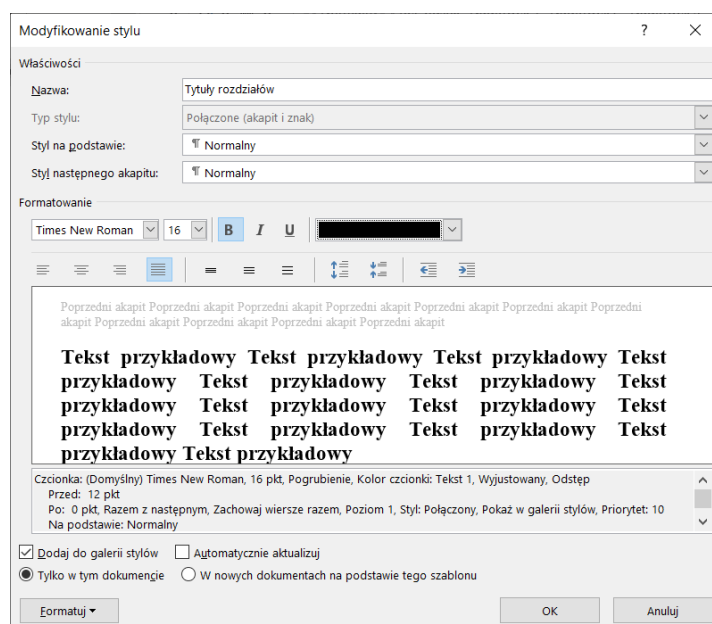 Modyfikowanie stylu ? ×
Właściwości
Nazwa: Tytuły rozdziałów
Typ stylu: Połączone (akapit i znak)
Styl na podstawie: ¶ Normalny
Styl następnego akapitu: ¶ Normalny
Formatowanie
Times New Roman 16 B I U
Poprzedni akapit Poprzedni akapit Poprzedni akapit Poprzedni akapit Poprzedni akapit Poprzedni akapit Poprzedni
akapit Poprzedni akapit Poprzedni akapit Poprzedni akapit Poprzedni akapit
Tekst przykładowy Tekst przykładowy Tekst przykładowy Tekst
przykładowy Tekst przykładowy Tekst przykładowy Tekst
przykładowy Tekst przykładowy Tekst przykładowy Tekst
przykładowy Tekst przykładowy Tekst przykładowy Tekst
przykładowy Tekst przykładowy
Czcionka: (Domyślny) Times New Roman, 16 pkt, Pogrubienie, Kolor czcionki: Tekst 1, Wyjustowany, Odstęp
Przed: 12 pkt
Po: 0 pkt, Razem z następnym, Zachowaj wiersze razem, Poziom 1, Styl: Połączony, Pokaż w galerii stylów, Priorytet: 10
Na podstawie: Normalny
Dodaj do galerii stylów Automatycznie aktualizuj
Tylko w tym dokumencie W nowych dokumentach na podstawie tego szablonu
Formatuj OK Anuluj